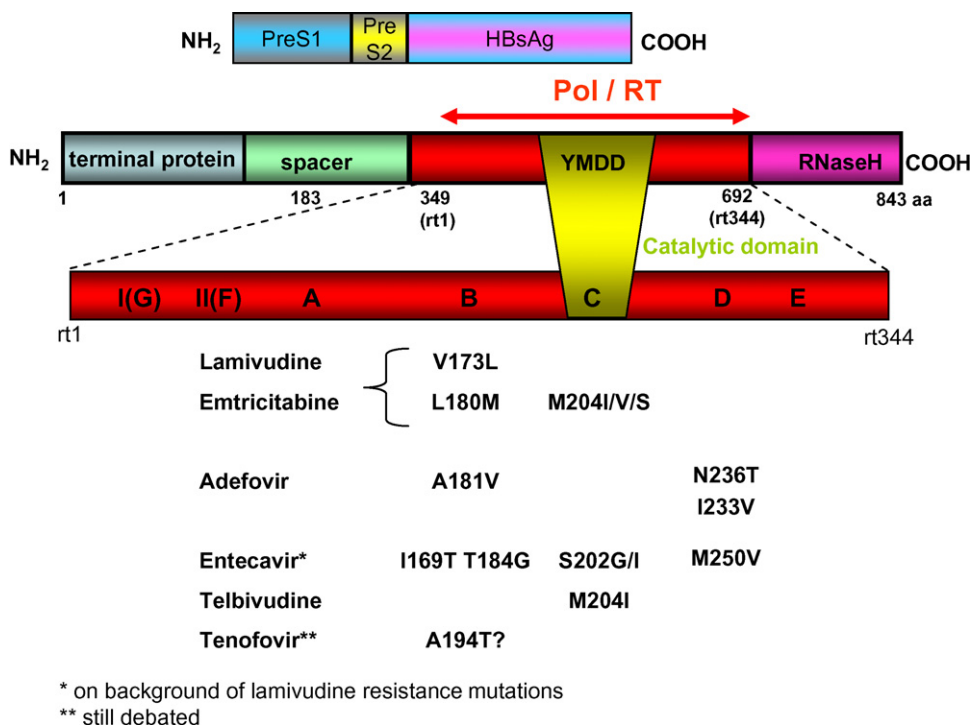 NH2 PreS1 Pre S2 HBsAg COOH
Pol / RT
NH2 terminal protein spacer YMDD RNaseH COOH
1 183 349 (rt1) 692 (rt344) 843 aa
Catalytic domain
I(G) II(F) A B C D E
rt1 rt344
Lamivudine V173L
Emtricitabine L180M M204I/V/S
Adefovir A181V N236T
I233V
Entecavir* I169T T184G S202G/I M250V
Telbivudine M204I
Tenofovir** A194T?
* on background of lamivudine resistance mutations
** still debated